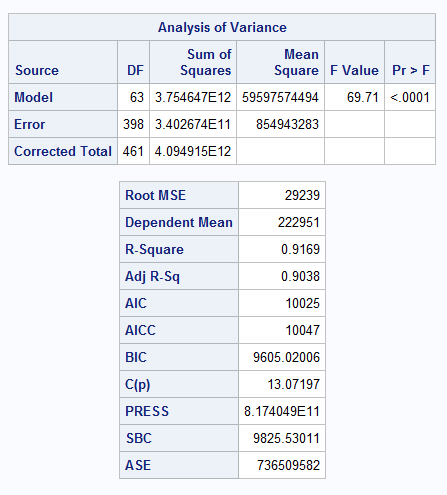 Analysis of Variance
Source DF Sum of Squares Mean Square F Value Pr > F
Model 63 3.754647E12 59597574494 69.71 <.0001
Error 398 3.402674E11 854943283
Corrected Total 461 4.094915E12
Root MSE 29239
Dependent Mean 222951
R-Square 0.9169
Adj R-Sq 0.9038
AIC 10025
AICC 10047
BIC 9605.02006
C(p) 13.07197
PRESS 8.174049E11
SBC 9825.53011
ASE 736509582